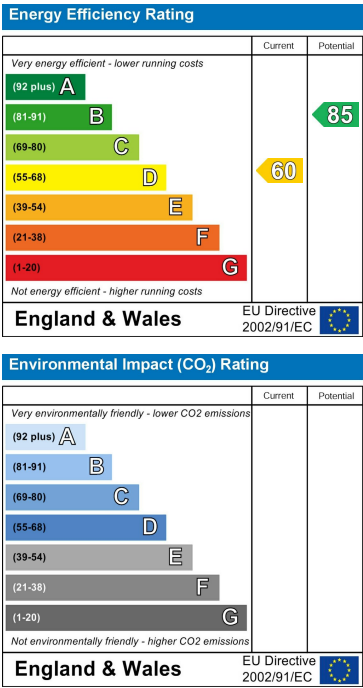 Energy Efficiency Rating
Current Potential
Very energy efficient - lower running costs
(92 plus) A
(81-91) B
85
(69-80) C
(55-68) D
60
(39-54) E
(21-38) F
(1-20) G
Not energy efficient - higher running costs
England & Wales
EU Directive
2002/91/EC
Environmental Impact (CO₂) Rating
Current Potential
Very environmentally friendly - lower CO2 emissions
(92 plus) A
(81-91) B
(69-80) C
(55-68) D
(39-54) E
(21-38) F
(1-20) G
Not environmentally friendly - higher CO2 emissions
England & Wales
EU Directive
2002/91/EC